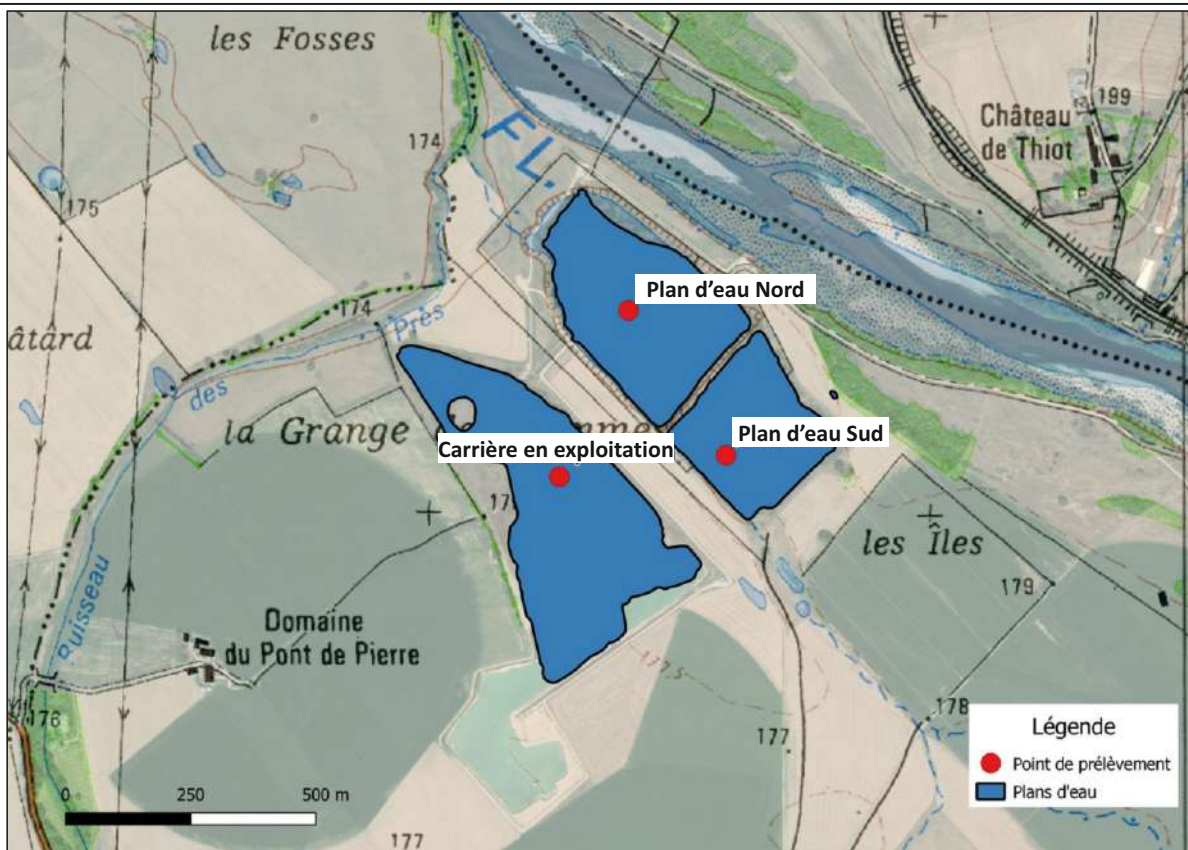 les Fosses
174
FL.
199
Château
de Thiot
175
Plan d'eau Nord
174
âtard
Près
des
la Grange
mme
Plan d'eau Sud
Carrière en exploitation
17
les Îles
Ruisseau
179
Domaine
du Pont de Pierre
177,5
176
178
177
177
Légende
Point de prélèvement
Plans d'eau
0
250
500 m